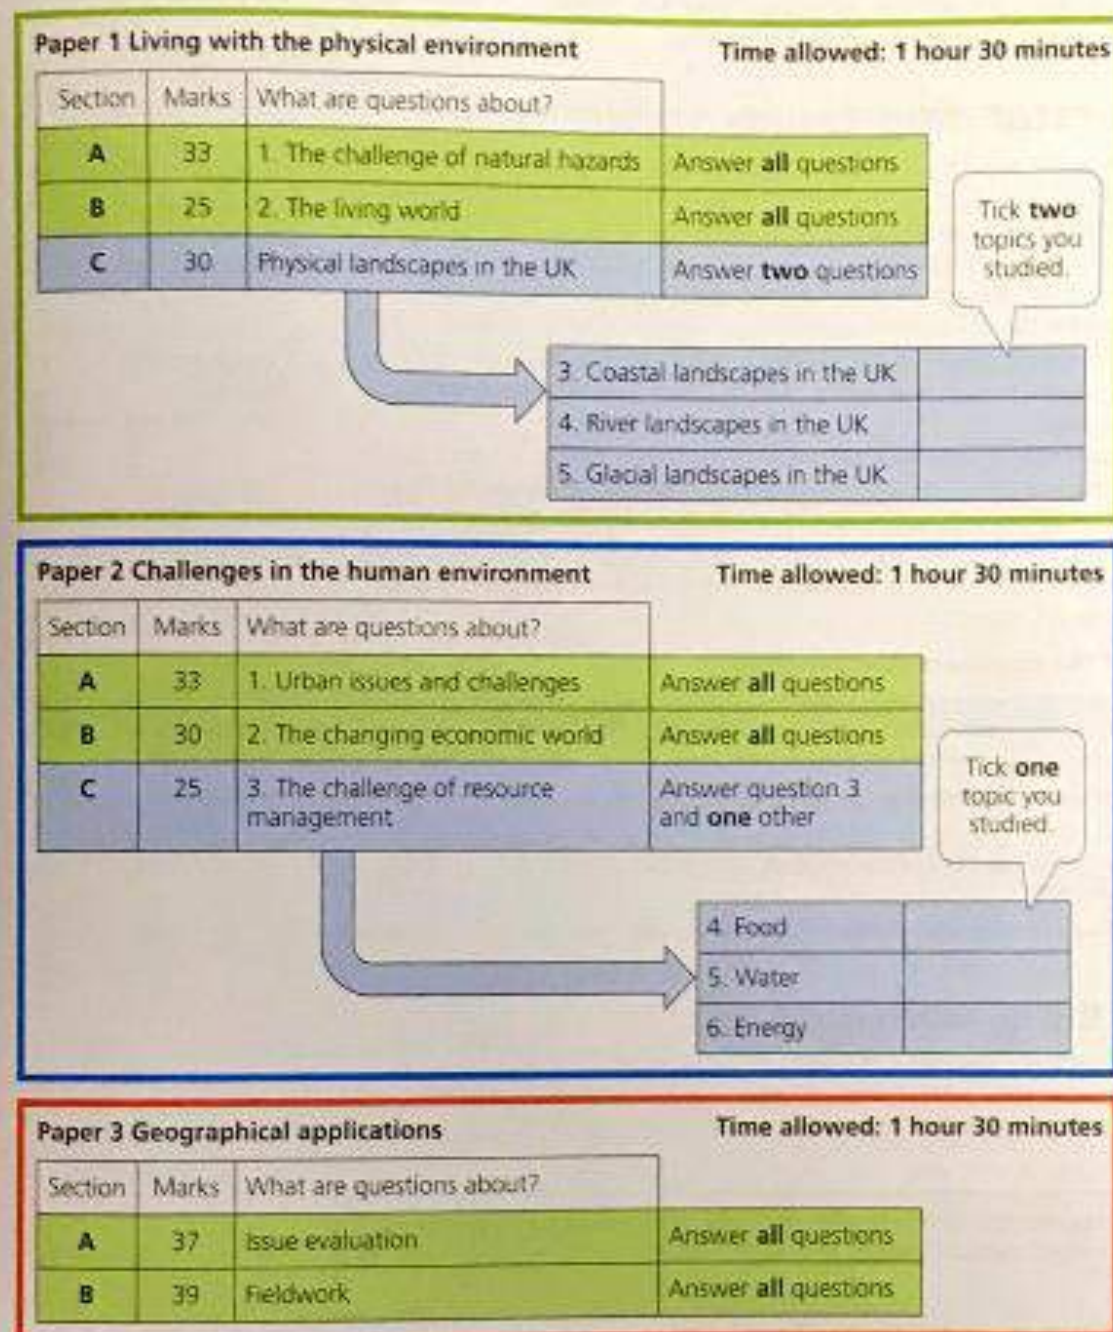 Paper 1 Living with the physical environment Time allowed: 1 hour 30 minutes
Section Marks What are questions about?
A 33 1. The challenge of natural hazards Answer all questions
B 25 2. The living world Answer all questions
C 30 Physical landscapes in the UK Answer two questions
Tick two
topics you
studied.
3. Coastal landscapes in the UK
4. River landscapes in the UK
5. Glacial landscapes in the UK
Paper 2 Challenges in the human environment Time allowed: 1 hour 30 minutes
Section Marks What are questions about?
A 33 1. Urban issues and challenges Answer all questions
B 30 2. The changing economic world Answer all questions
C 25 3. The challenge of resource Answer question 3
management and one other
Tick one
topic you
studied.
4. Food
5. Water
6. Energy
Paper 3 Geographical applications Time allowed: 1 hour 30 minutes
Section Marks What are questions about?
A 37 Issue evaluation Answer all questions
B 39 Fieldwork Answer all questions